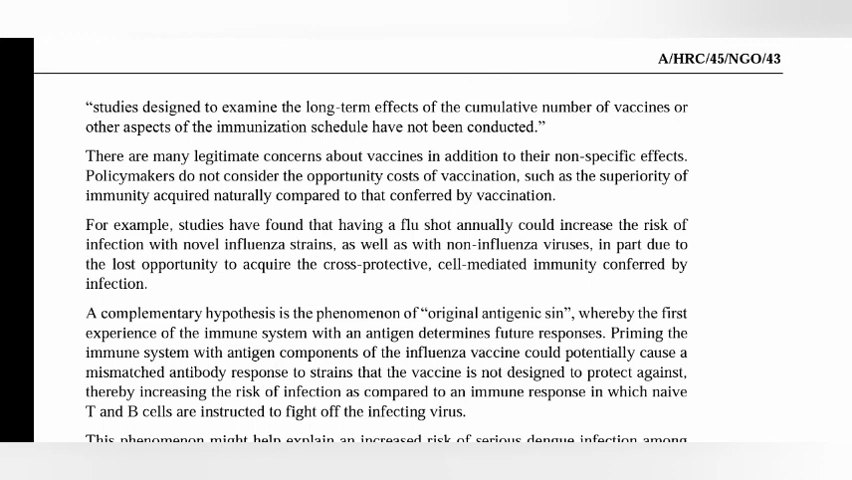 A/HRC/45/NGO/43
“studies designed to examine the long-term effects of the cumulative number of vaccines or
other aspects of the immunization schedule have not been conducted.”
There are many legitimate concerns about vaccines in addition to their non-specific effects.
Policymakers do not consider the opportunity costs of vaccination, such as the superiority of
immunity acquired naturally compared to that conferred by vaccination.
For example, studies have found that having a flu shot annually could increase the risk of
infection with novel influenza strains, as well as with non-influenza viruses, in part due to
the lost opportunity to acquire the cross-protective, cell-mediated immunity conferred by
infection.
A complementary hypothesis is the phenomenon of “original antigenic sin”, whereby the first
experience of the immune system with an antigen determines future responses. Priming the
immune system with antigen components of the influenza vaccine could potentially cause a
mismatched antibody response to strains that the vaccine is not designed to protect against,
thereby increasing the risk of infection as compared to an immune response in which naive
T and B cells are instructed to fight off the infecting virus.
This phenomenon might help explain an increased risk of serious dengue infection among